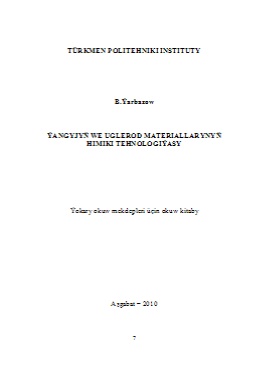 TÜRKMEN POLITEHNIKI INSTITUTY
B.Ýarbazow
ÝANGYJYŇ WE UGLEROD MATERIALLARYNYŇ
HIMIKI TEHNOLOGIÝASY
Ýokary okuw mekdepleri üçin okuw kitaby
Aşgabat – 2010
7